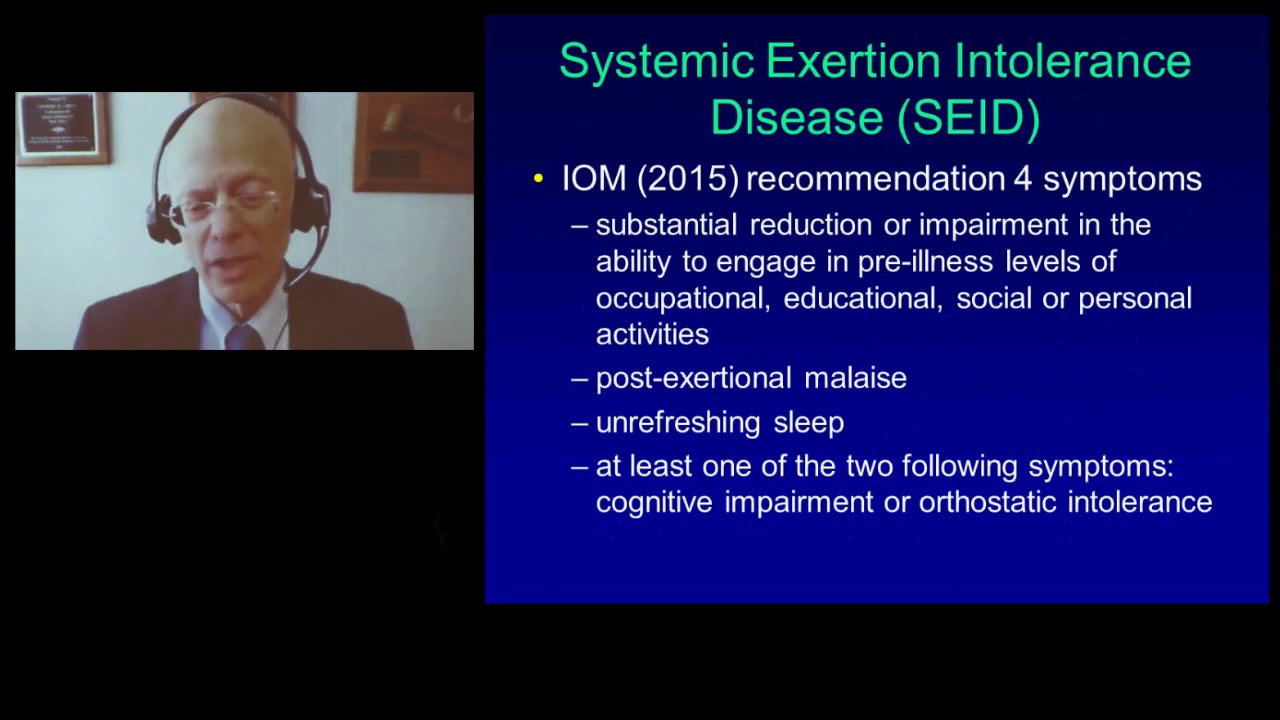 Systemic Exertion Intolerance
Disease (SEID)
• IOM (2015) recommendation 4 symptoms
– substantial reduction or impairment in the
ability to engage in pre-illness levels of
occupational, educational, social or personal
activities
– post-exertional malaise
– unrefreshing sleep
– at least one of the two following symptoms:
cognitive impairment or orthostatic intolerance